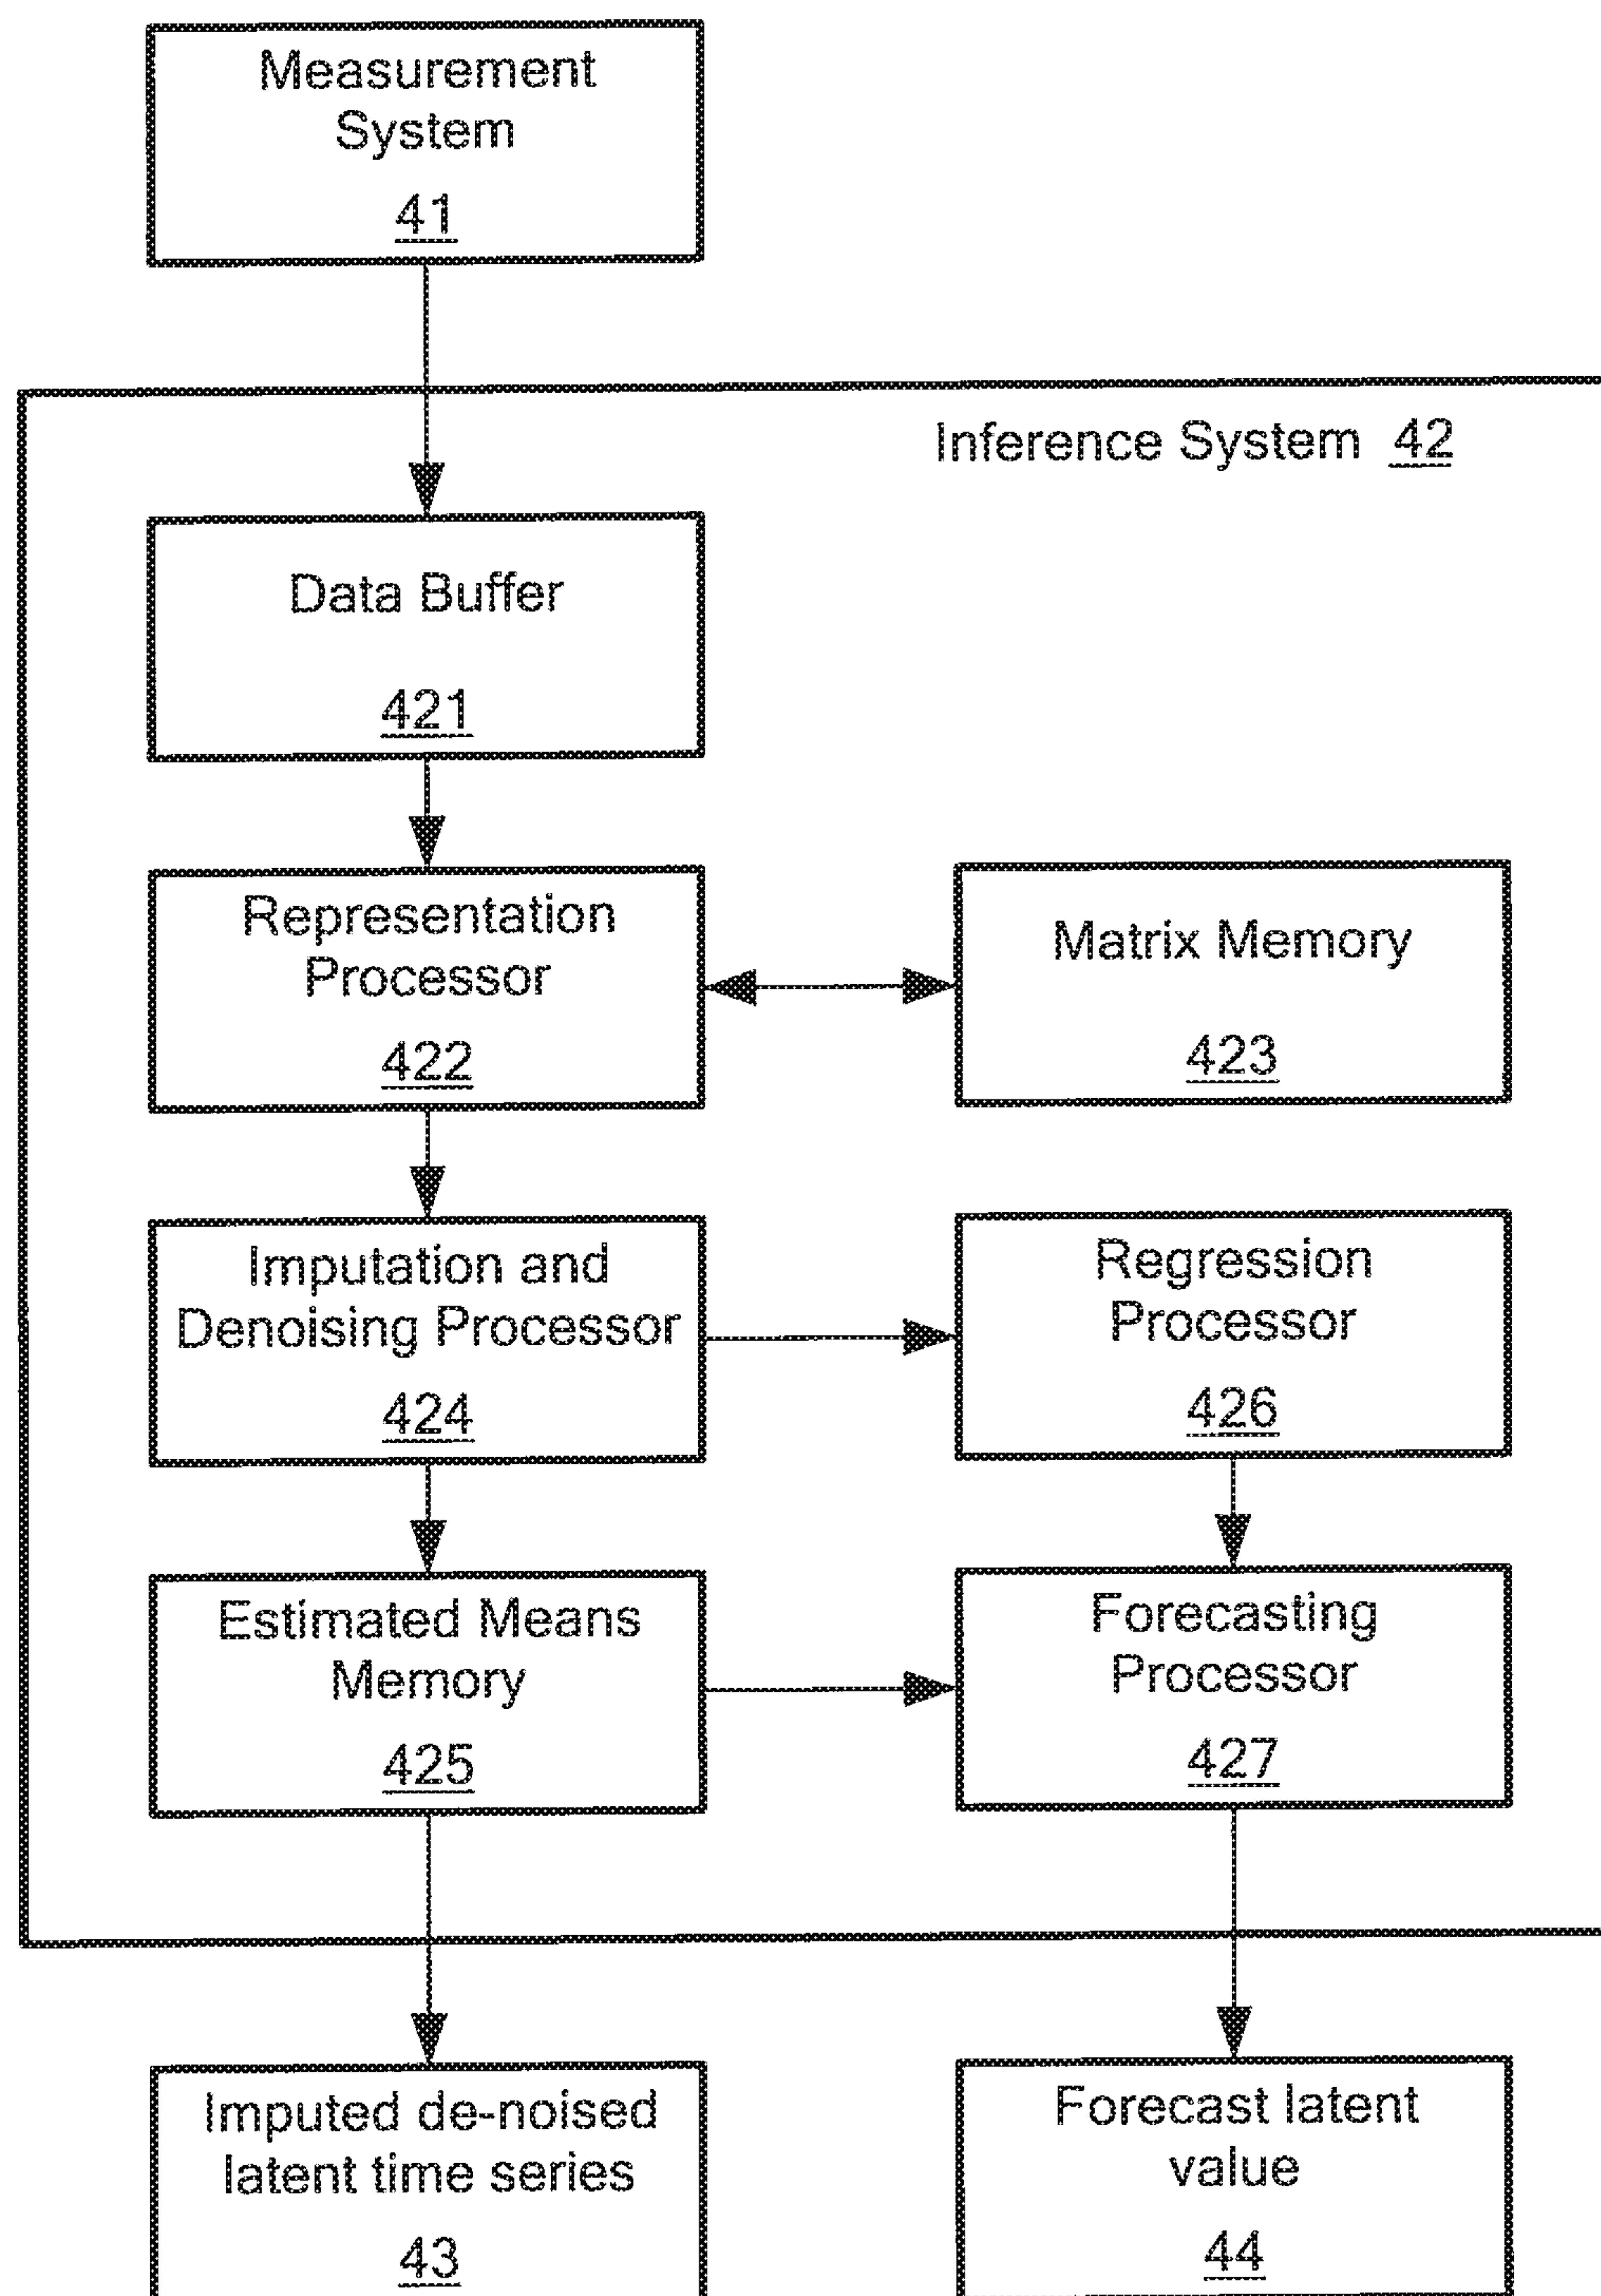 Measurement
System
41
Inference System 42
Data Buffer
421
Representation
Processor
422
Matrix Memory
423
Imputation and
Denoising Processor
424
Regression
Processor
426
Estimated Means
Memory
425
Forecasting
Processor
427
Imputed de-noised
latent time series
43
Forecast latent
value
44